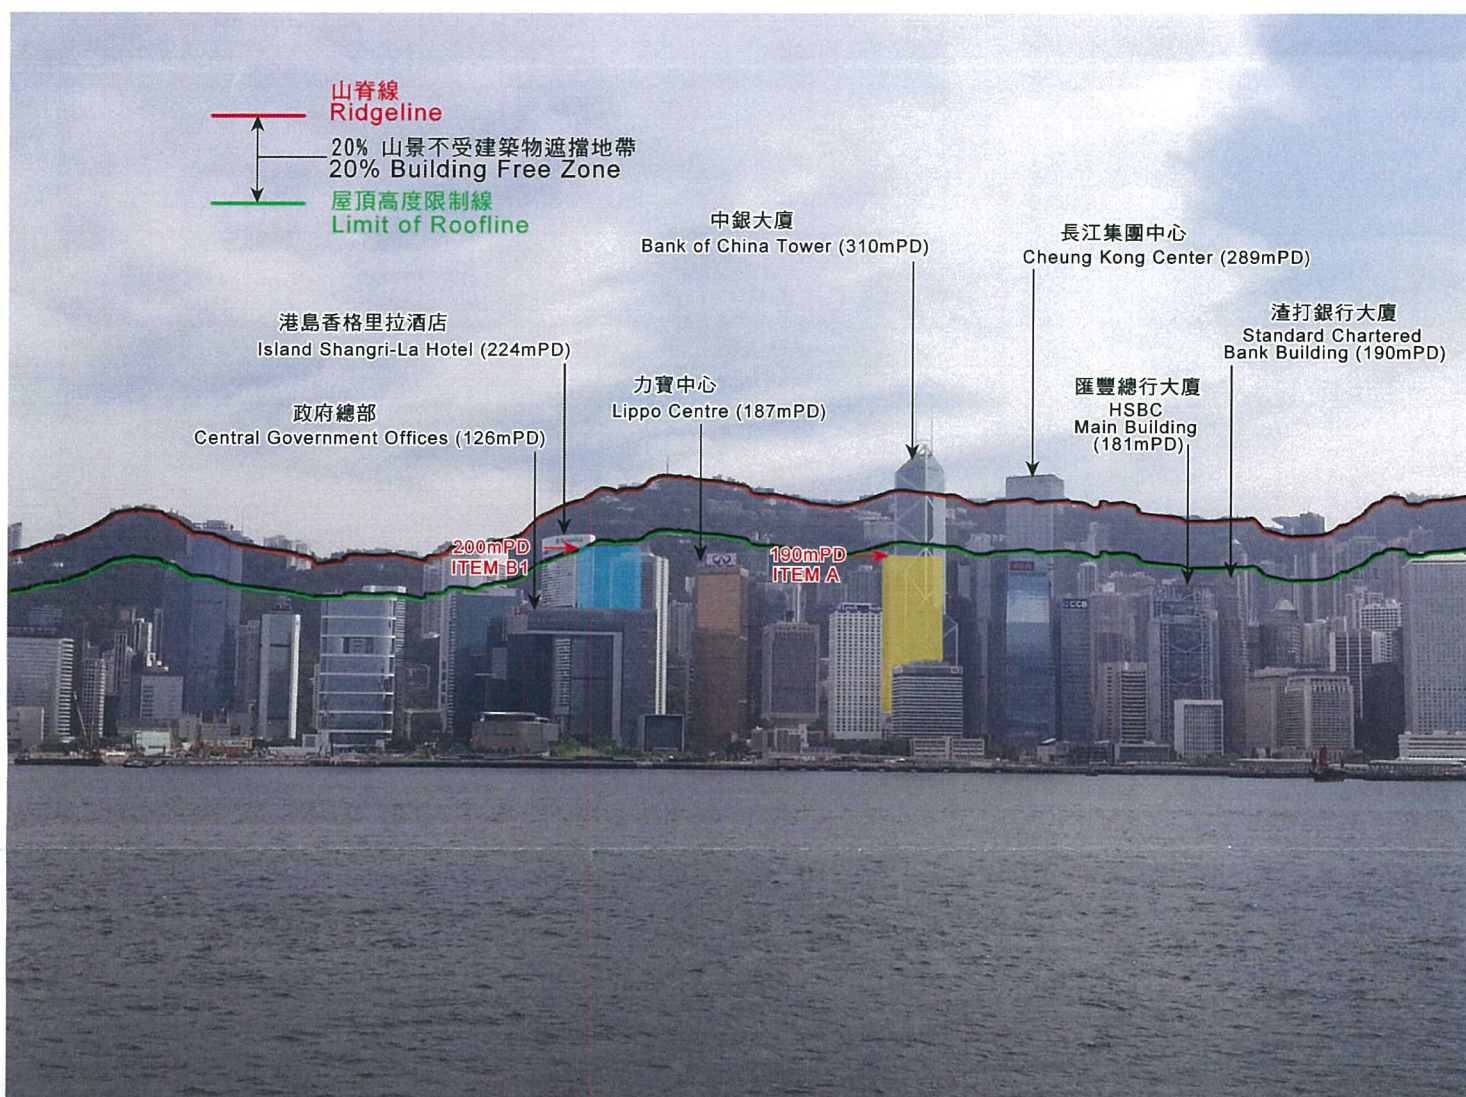 山脊線
Ridgeline
20% 山景不受建築物遮擋地帶
20% Building Free Zone
屋頂高度限制線
Limit of Roofline
中銀大廈
Bank of China Tower (310mPD)
長江集團中心
Cheung Kong Center (289mPD)
港島香格里拉酒店
Island Shangri-La Hotel (224mPD)
渣打銀行大廈
Standard Chartered
Bank Building (190mPD)
力寶中心
Lippo Centre (187mPD)
匯豐總行大廈
HSBC
Main Building
(181mPD)
政府總部
Central Government Offices (126mPD)
200mPD
ITEM B1
190mPD
ITEM A
CCB